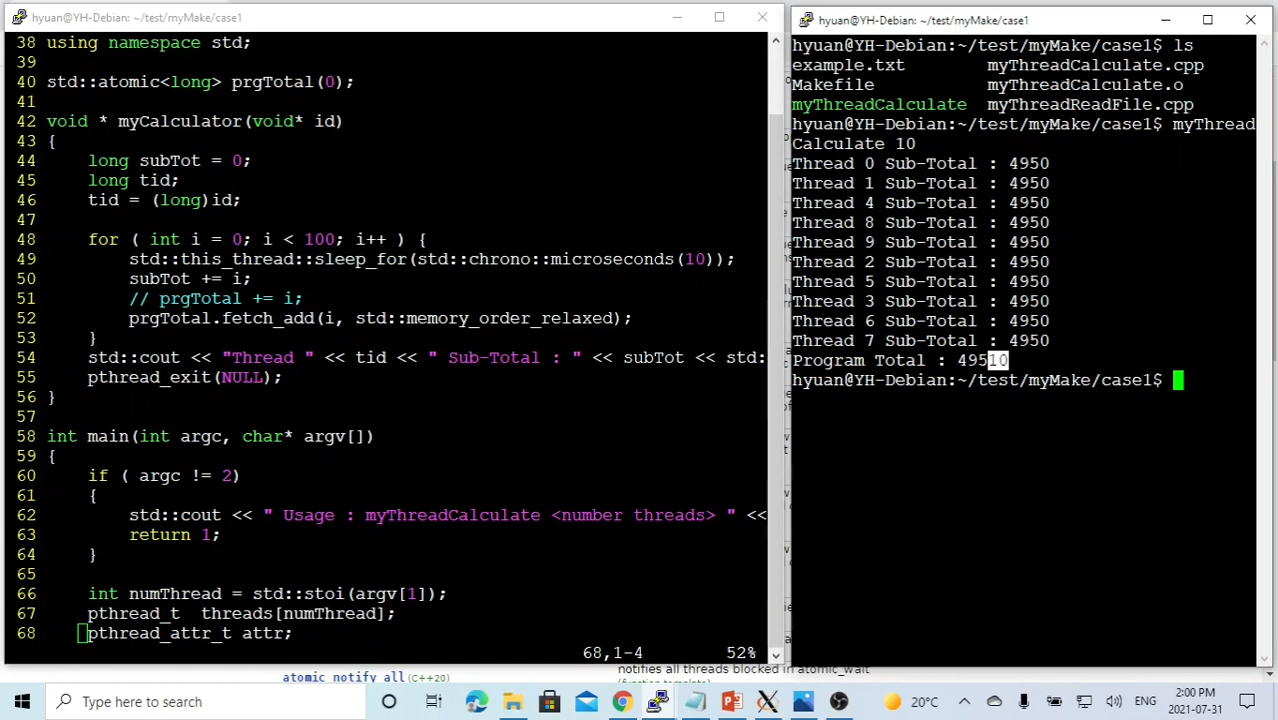 hyuan@YH-Debian: ~/test/myMake/case1
38 using namespace std;
39
40 std::atomic<long> prgTotal(0);
41
42 void * myCalculator(void* id)
43 {
44     long subTot = 0;
45     long tid;
46     tid = (long)id;
47
48     for ( int i = 0; i < 100; i++ ) {
49         std::this_thread::sleep_for(std::chrono::microseconds(10));
50         subTot += i;
51         // prgTotal += i;
52         prgTotal.fetch_add(i, std::memory_order_relaxed);
53     }
54     std::cout << "Thread " << tid << " Sub-Total : " << subTot << std:
55     pthread_exit(NULL);
56 }
57
58 int main(int argc, char* argv[])
59 {
60     if ( argc != 2)
61     {
62         std::cout << " Usage : myThreadCalculate <number threads> " <<
63         return 1;
64     }
65
66     int numThread = std::stoi(argv[1]);
67     pthread_t  threads[numThread];
68     pthread_attr_t attr;
68,1-4 52%
hyuan@YH-Debian: ~/test/myMake/case1
hyuan@YH-Debian:~/test/myMake/case1$ ls
example.txt        myThreadCalculate.cpp
Makefile           myThreadCalculate.o
myThreadCalculate  myThreadReadFile.cpp
hyuan@YH-Debian:~/test/myMake/case1$ myThread
Calculate 10
Thread 0 Sub-Total : 4950
Thread 1 Sub-Total : 4950
Thread 4 Sub-Total : 4950
Thread 8 Sub-Total : 4950
Thread 9 Sub-Total : 4950
Thread 2 Sub-Total : 4950
Thread 5 Sub-Total : 4950
Thread 3 Sub-Total : 4950
Thread 6 Sub-Total : 4950
Thread 7 Sub-Total : 4950
Program Total : 49510
hyuan@YH-Debian:~/test/myMake/case1$
atomic_notify_all (C++20)
notifies all threads blocked in atomic_wait
Type here to search
20°C
ENG
2:00 PM
2021-07-31